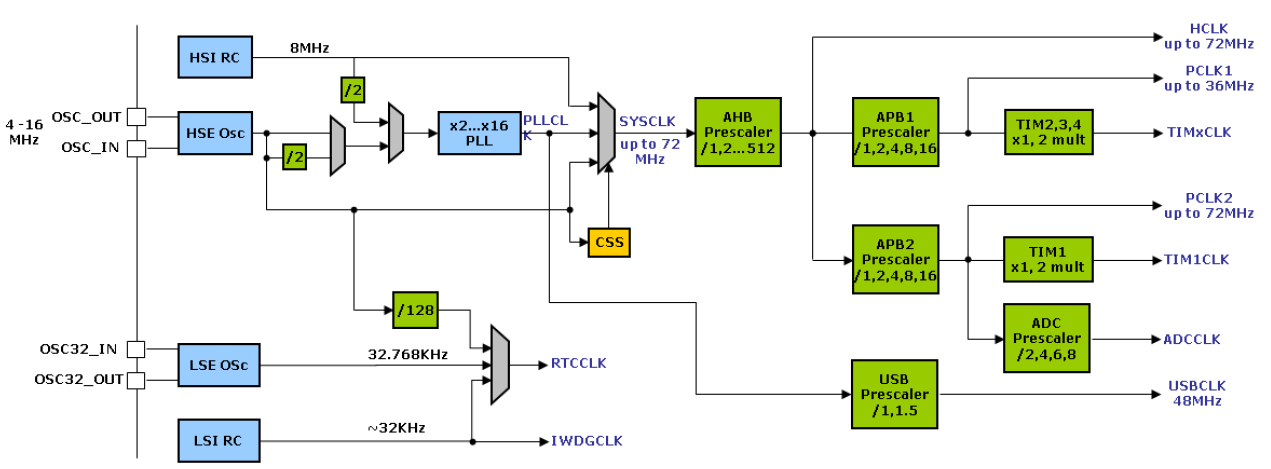 HCLK
up to 72MHz
HSI RC
8MHz
PCLK1
up to 36MHz
/2
4 -16
MHz
OSC_OUT
OSC_IN
HSE Osc
/2
x2...x16
PLL
PLLCL
K
SYSCLK
up to 72
MHz
AHB
Prescaler
/1,2...512
APB1
Prescaler
/1,2,4,8,16
TIM2,3,4
x1, 2 mult
TIMxCLK
PCLK2
up to 72MHz
CSS
APB2
Prescaler
/1,2,4,8,16
TIM1
x1, 2 mult
TIM1CLK
/128
ADC
Prescaler
/2,4,6,8
ADCCLK
OSC32_IN
OSC32_OUT
LSE OSc
32.768KHz
RTCCLK
USB
Prescaler
/1,1.5
USBCLK
48MHz
LSI RC
~32KHz
IWDGCLK